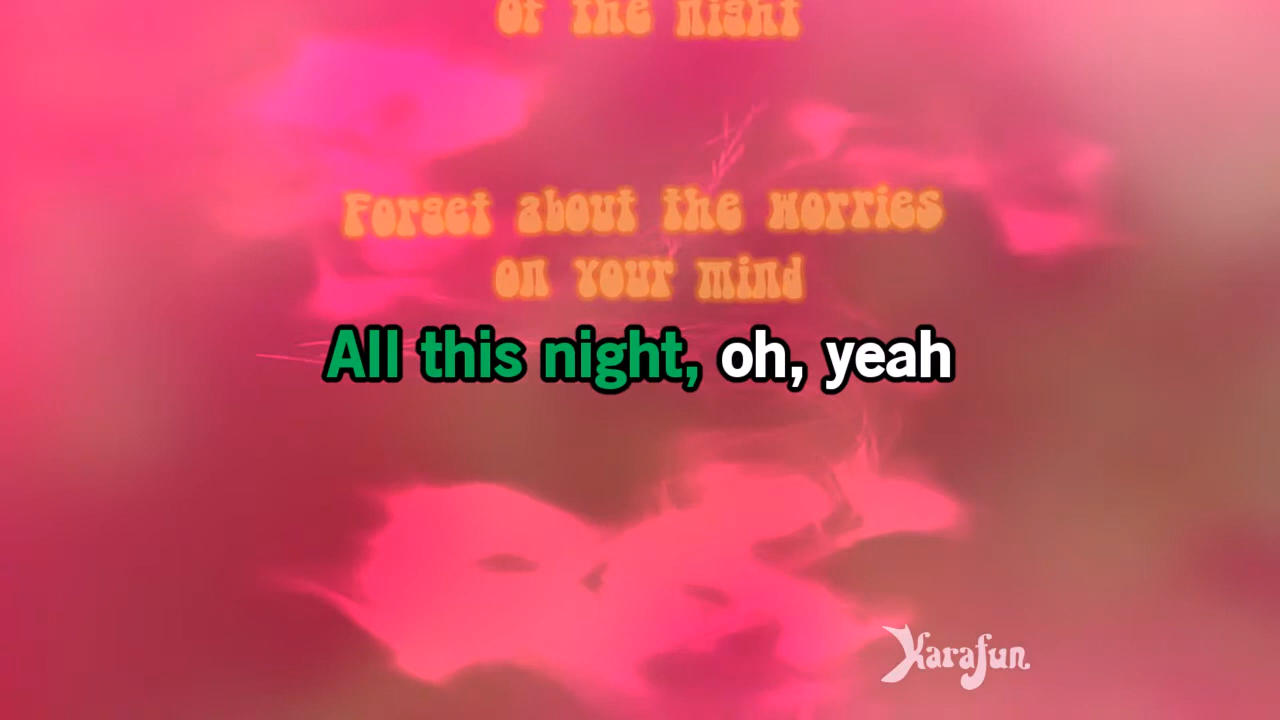 Of the night
Forget about the worries
on your mind
All this night, oh, yeah
Karafun